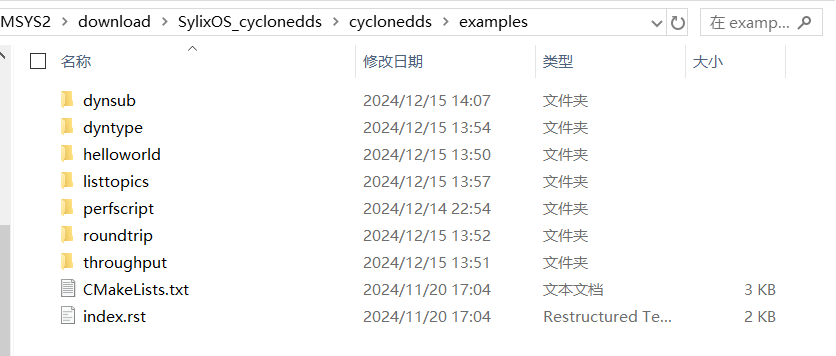 MSYS2 > download > SylixOS_cyclonedds > cyclonedds > examples 在 examp...
名称 修改日期 类型 大小
dynsub 2024/12/15 14:07 文件夹
dyntype 2024/12/15 13:54 文件夹
helloworld 2024/12/15 13:50 文件夹
listtopics 2024/12/15 13:57 文件夹
perfscript 2024/12/14 22:54 文件夹
roundtrip 2024/12/15 13:52 文件夹
throughput 2024/12/15 13:51 文件夹
CMakeLists.txt 2024/11/20 17:04 文本文档 3 KB
index.rst 2024/11/20 17:04 Restructured Te... 2 KB